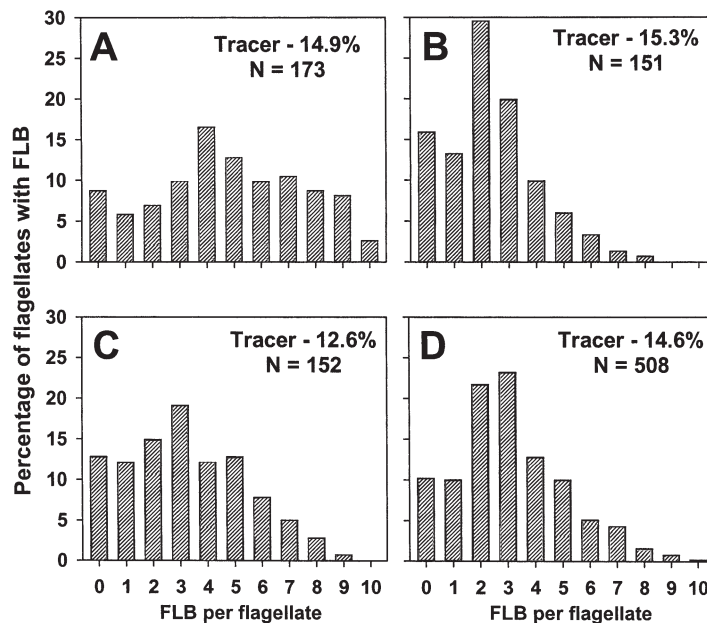 Percentage of flagellates with FLB
30
25
20
15
10
5
0
A
Tracer - 14.9%
N = 173
B
Tracer - 15.3%
N = 151
30
25
20
15
10
5
0
C
Tracer - 12.6%
N = 152
D
Tracer - 14.6%
N = 508
0 1 2 3 4 5 6 7 8 9 10
FLB per flagellate
0 1 2 3 4 5 6 7 8 9 10
FLB per flagellate